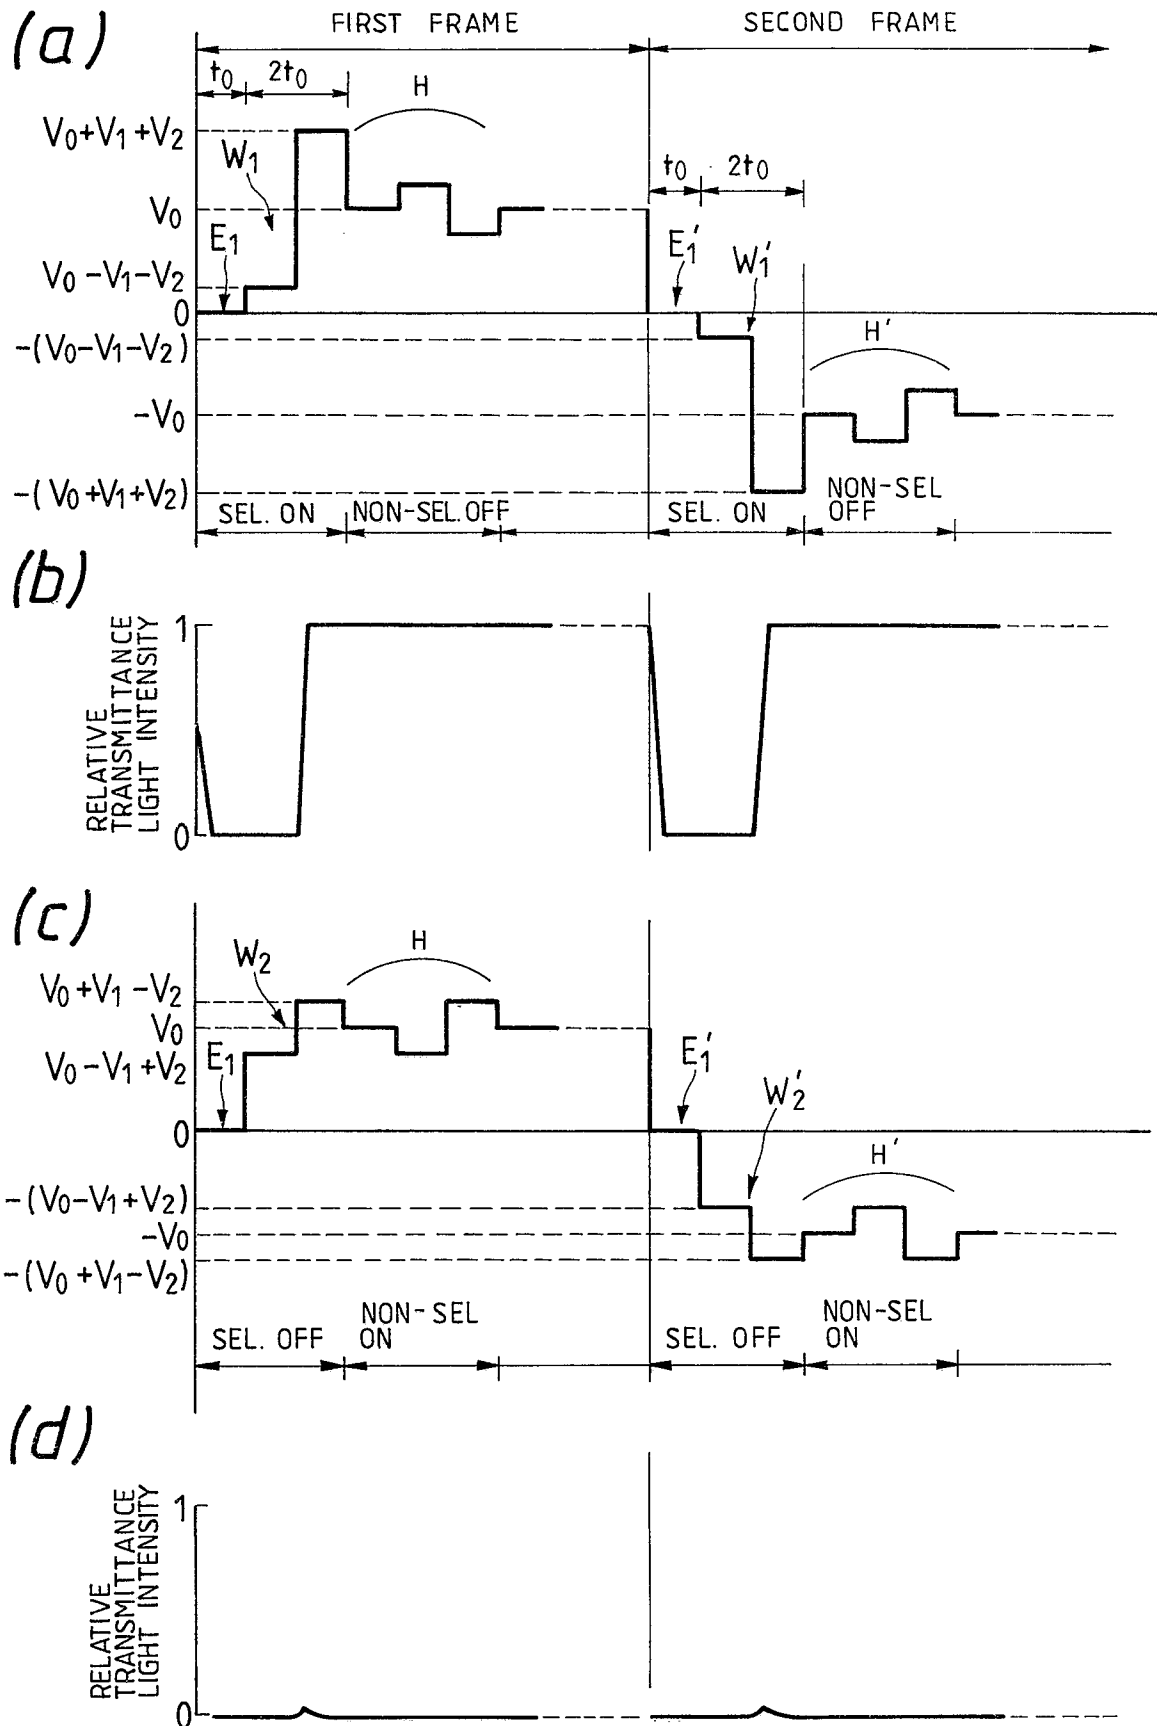 (a)
FIRST FRAME
SECOND FRAME
t0
2t0
H
V0+V1+V2
W1
V0
E1
V0-V1-V2
0
t0
2t0
E1'
W1'
-(V0-V1-V2)
H'
-V0
-(V0+V1+V2)
SEL. ON
NON-SEL.OFF
SEL. ON
NON-SEL
OFF
(b)
RELATIVE
TRANSMITTANCE
LIGHT INTENSITY
1
0
(c)
H
W2
V0+V1-V2
V0
E1
V0-V1+V2
0
E1'
W2'
H'
-(V0-V1+V2)
-V0
-(V0+V1-V2)
SEL. OFF
NON-SEL
ON
SEL. OFF
NON-SEL
ON
(d)
RELATIVE
TRANSMITTANCE
LIGHT INTENSITY
1
0